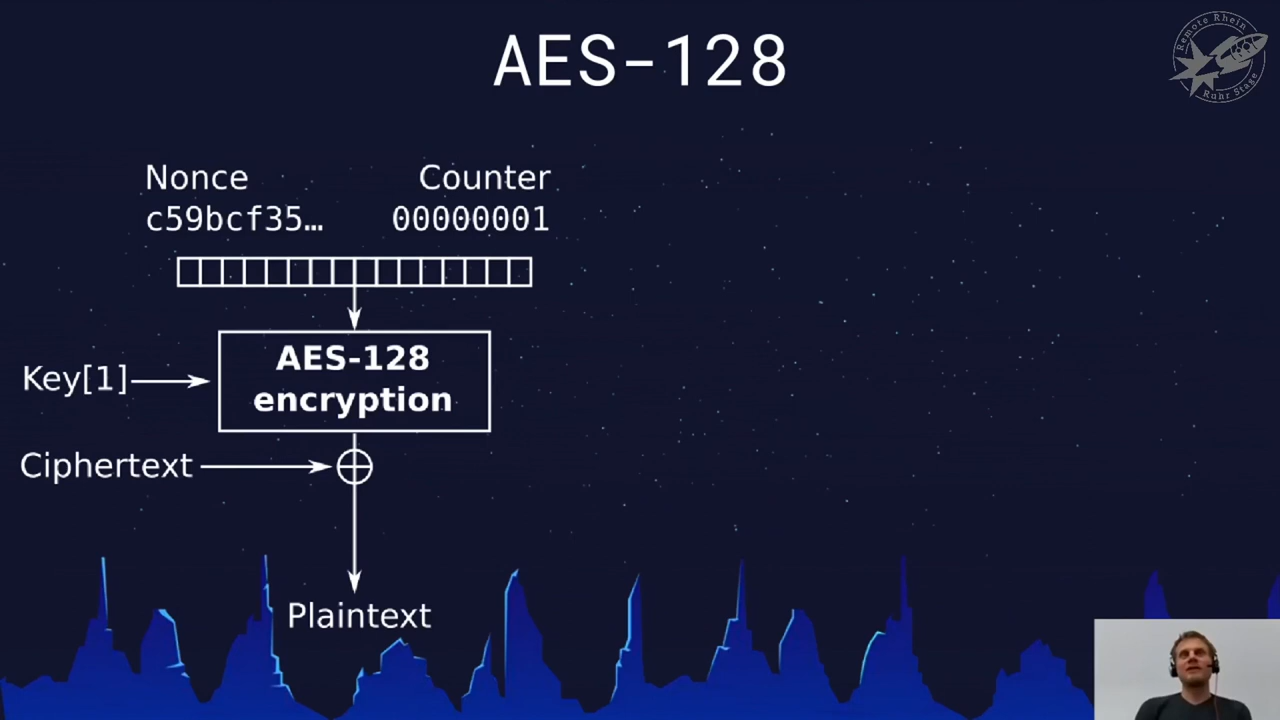 AES-128
Remote Rhein
Ruhr Stage
Nonce Counter
c59bcf35… 00000001
Key[1]
AES-128
encryption
Ciphertext
Plaintext